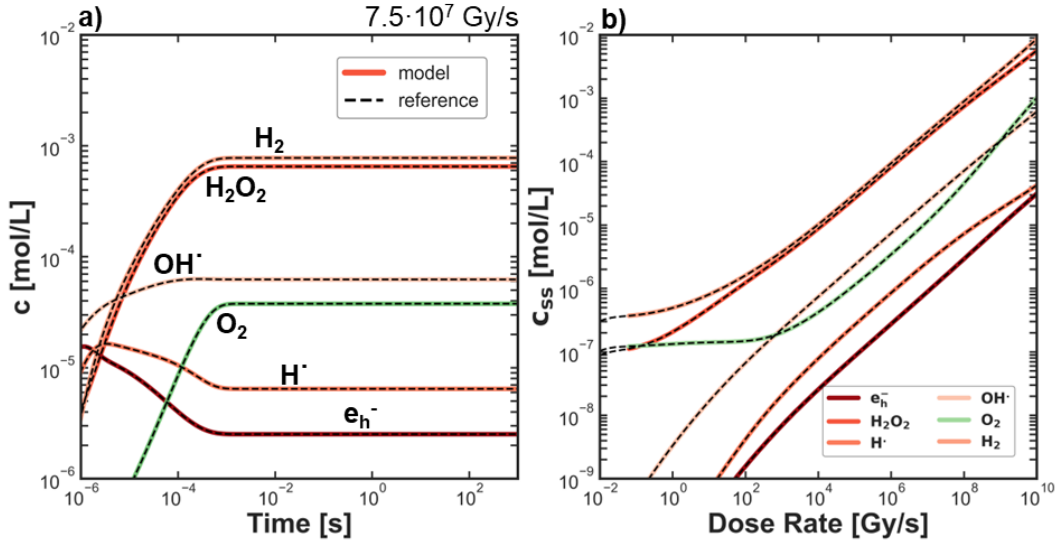 a)
7.5·10⁷ Gy/s
b)
10⁻²
10⁻³
10⁻⁴
10⁻⁵
10⁻⁶
c [mol/L]
model
reference
H₂
H₂O₂
OH˙
O₂
H˙
eₕ⁻
10⁻⁶
10⁻⁴
10⁻²
10⁰
10²
Time [s]
10⁻²
10⁻³
10⁻⁴
10⁻⁵
10⁻⁶
10⁻⁷
10⁻⁸
10⁻⁹
cₛₛ [mol/L]
eₕ⁻
H₂O₂
H˙
OH˙
O₂
H₂
10⁻²
10⁰
10²
10⁴
10⁶
10⁸
10¹⁰
Dose Rate [Gy/s]